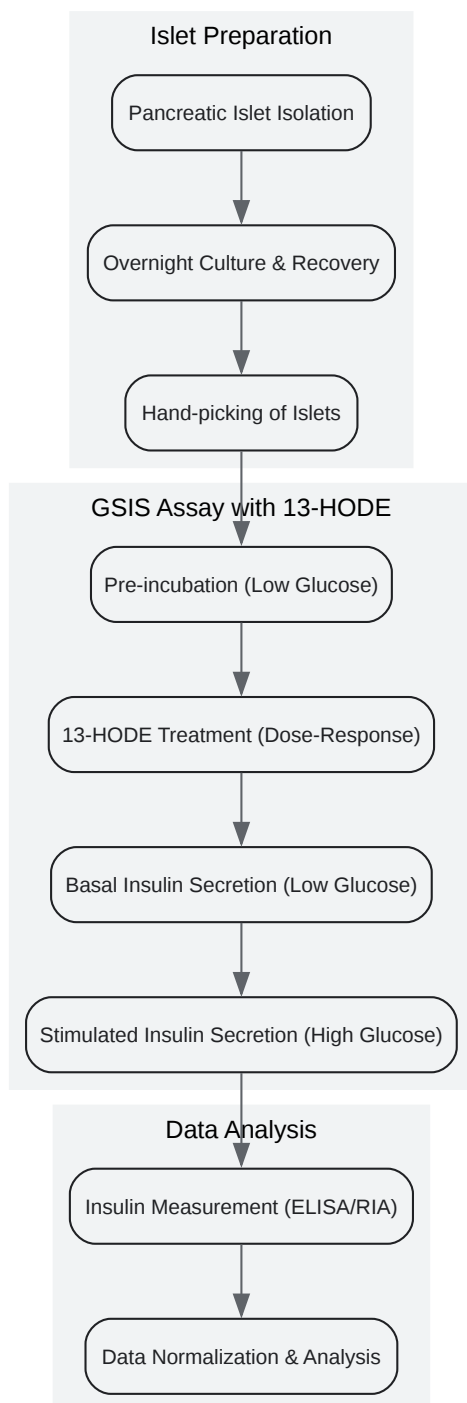 Islet Preparation
Pancreatic Islet Isolation
Overnight Culture & Recovery
Hand-picking of Islets
GSIS Assay with 13-HODE
Pre-incubation (Low Glucose)
13-HODE Treatment (Dose-Response)
Basal Insulin Secretion (Low Glucose)
Stimulated Insulin Secretion (High Glucose)
Data Analysis
Insulin Measurement (ELISA/RIA)
Data Normalization & Analysis